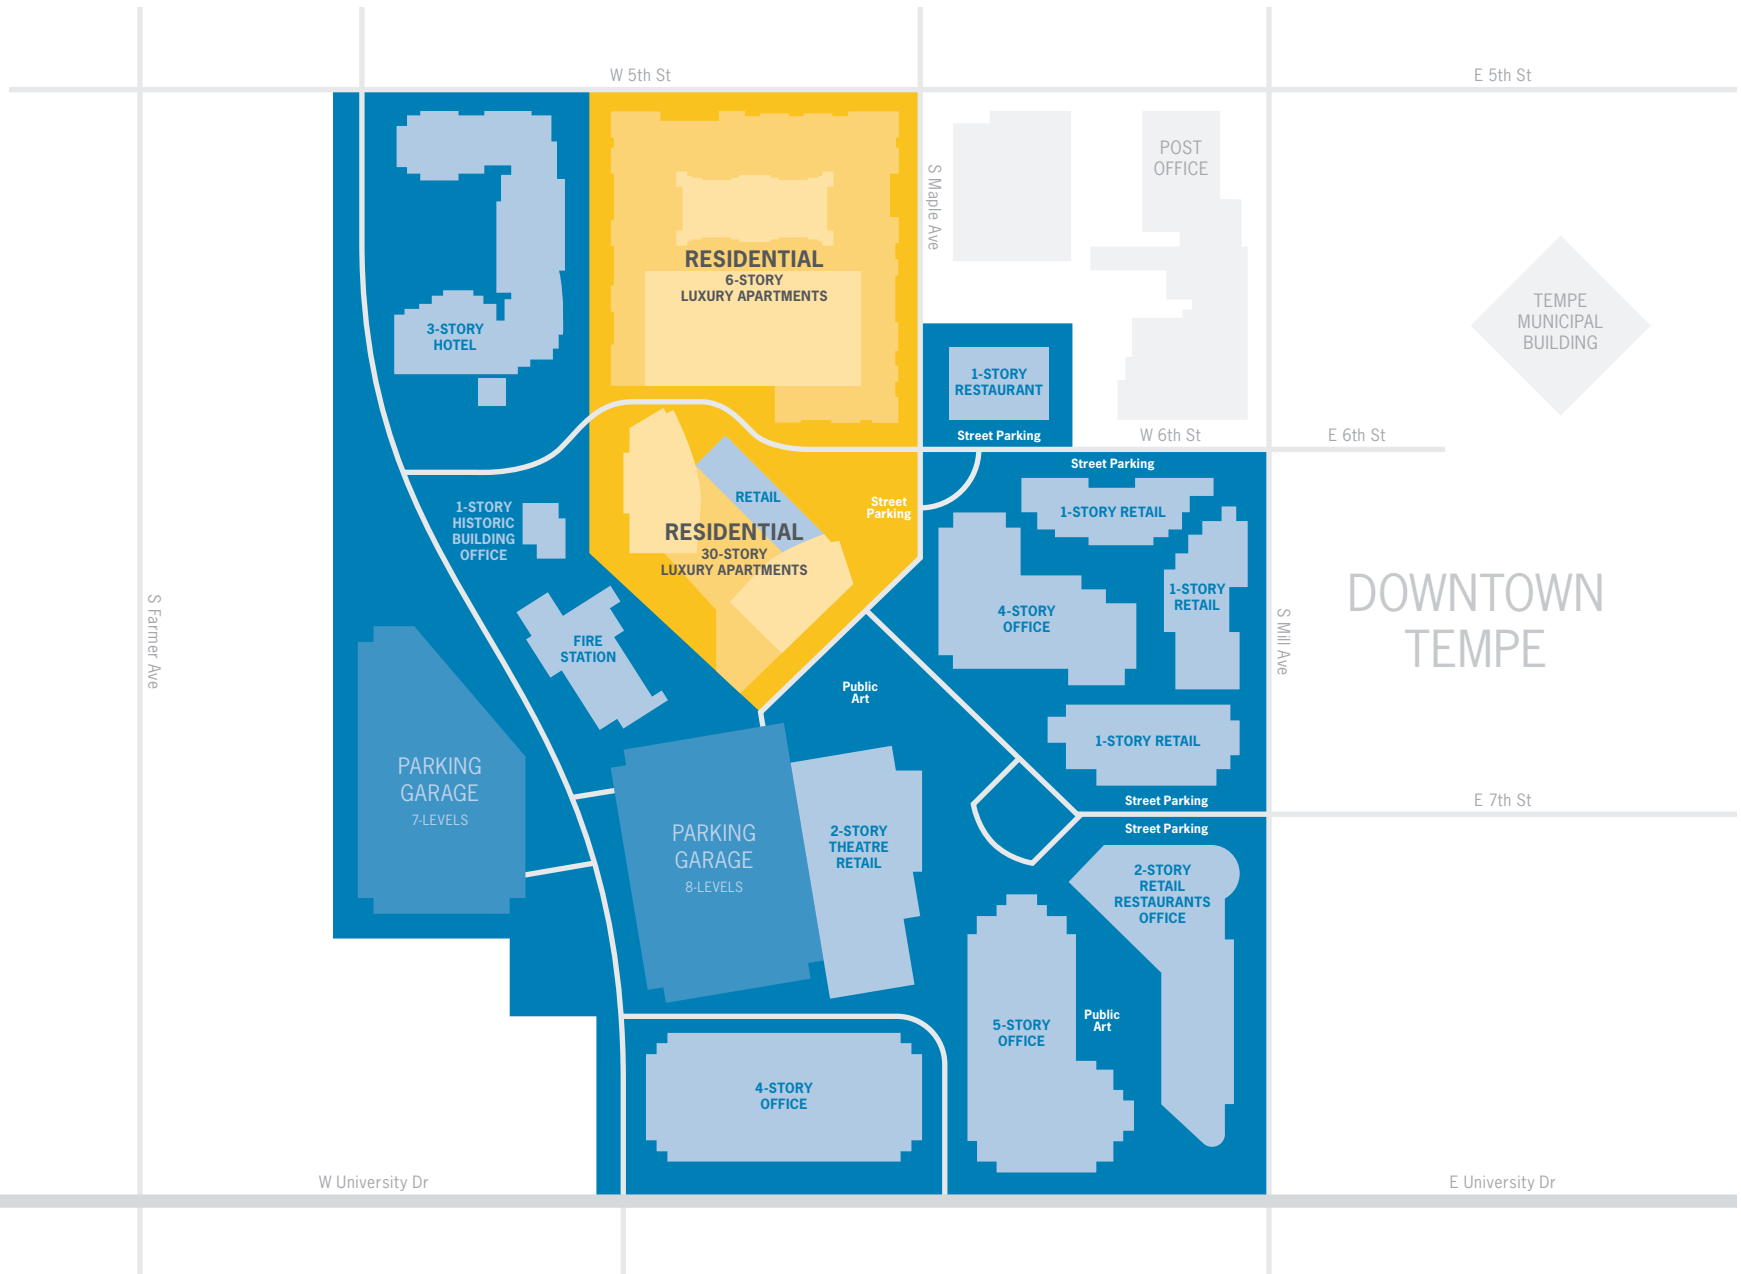 W 5th St
E 5th St
S Maple Ave
POST
OFFICE
RESIDENTIAL
6-STORY
LUXURY APARTMENTS
TEMPE
MUNICIPAL
BUILDING
3-STORY
HOTEL
1-STORY
RESTAURANT
Street Parking
W 6th St
E 6th St
Street Parking
RETAIL
Street
Parking
1-STORY RETAIL
1-STORY
HISTORIC
BUILDING
OFFICE
RESIDENTIAL
30-STORY
LUXURY APARTMENTS
1-STORY
RETAIL
4-STORY
OFFICE
S Farmer Ave
S Mill Ave
DOWNTOWN
TEMPE
FIRE
STATION
Public
Art
1-STORY RETAIL
PARKING
GARAGE
7-LEVELS
Street Parking
E 7th St
Street Parking
PARKING
GARAGE
8-LEVELS
2-STORY
THEATRE
RETAIL
2-STORY
RETAIL
RESTAURANTS
OFFICE
5-STORY
OFFICE
Public
Art
4-STORY
OFFICE
W University Dr
E University Dr